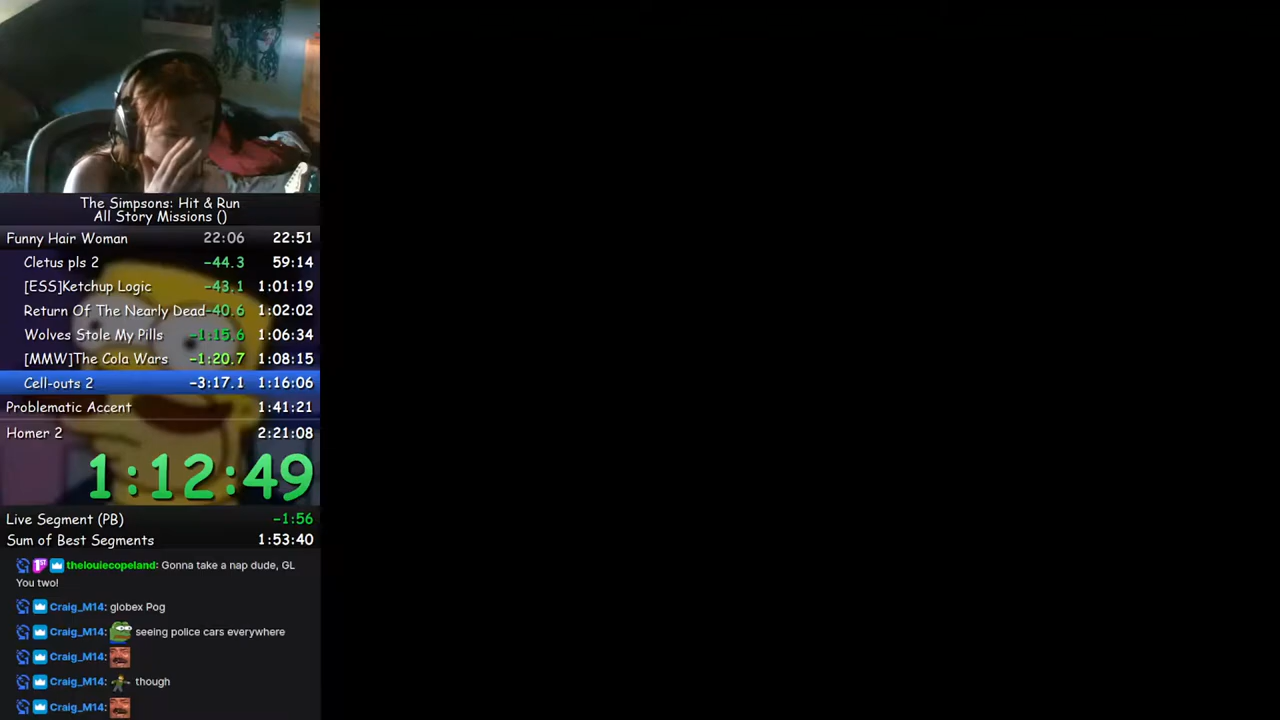 The Simpsons: Hit & Run
All Story Missions ()
Funny Hair Woman 22:06 22:51
Cletus pls 2 -44.3 59:14
[ESS]Ketchup Logic -43.1 1:01:19
Return Of The Nearly Dead -40.6 1:02:02
Wolves Stole My Pills -1:15.6 1:06:34
[MMW]The Cola Wars -1:20.7 1:08:15
Cell-outs 2 -3:17.1 1:16:06
Problematic Accent 1:41:21
Homer 2 2:21:08
1:12:49
Live Segment (PB) -1:56
Sum of Best Segments 1:53:40
thelouiecopeland: Gonna take a nap dude, GL
You two!
Craig_M14: globex Pog
Craig_M14: seeing police cars everywhere
Craig_M14:
Craig_M14: though
Craig_M14: